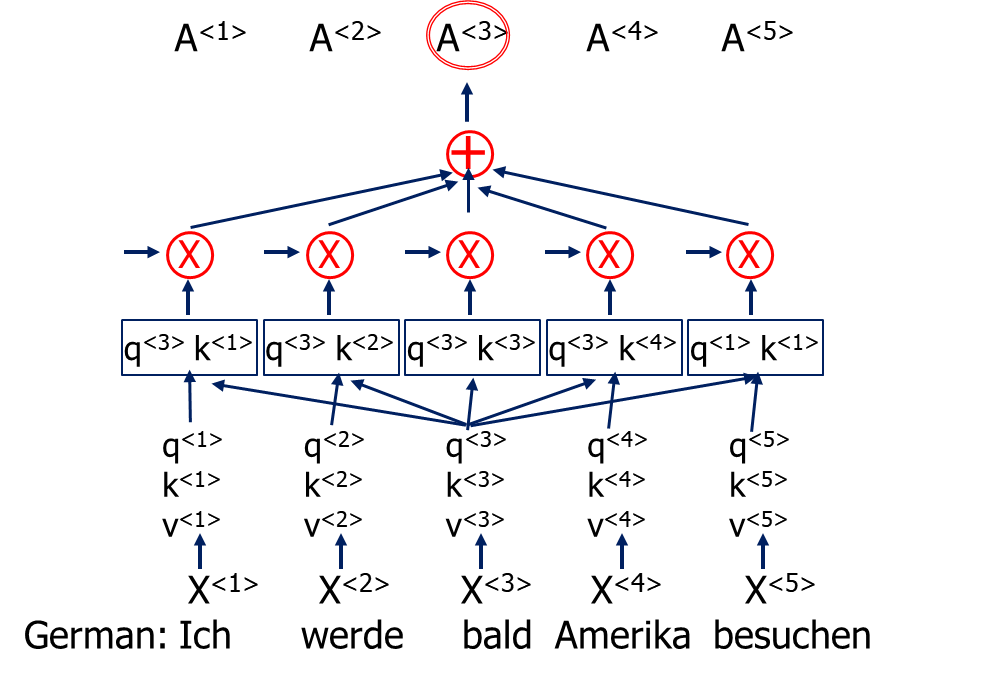 A<1> A<2> A<3> A<4> A<5>
+
X X X X X
q<3> k<1> q<3> k<2> q<3> k<3> q<3> k<4> q<1> k<1>
q<1> q<2> q<3> q<4> q<5>
k<1> k<2> k<3> k<4> k<5>
v<1> v<2> v<3> v<4> v<5>
X<1> X<2> X<3> X<4> X<5>
German: Ich werde bald Amerika besuchen